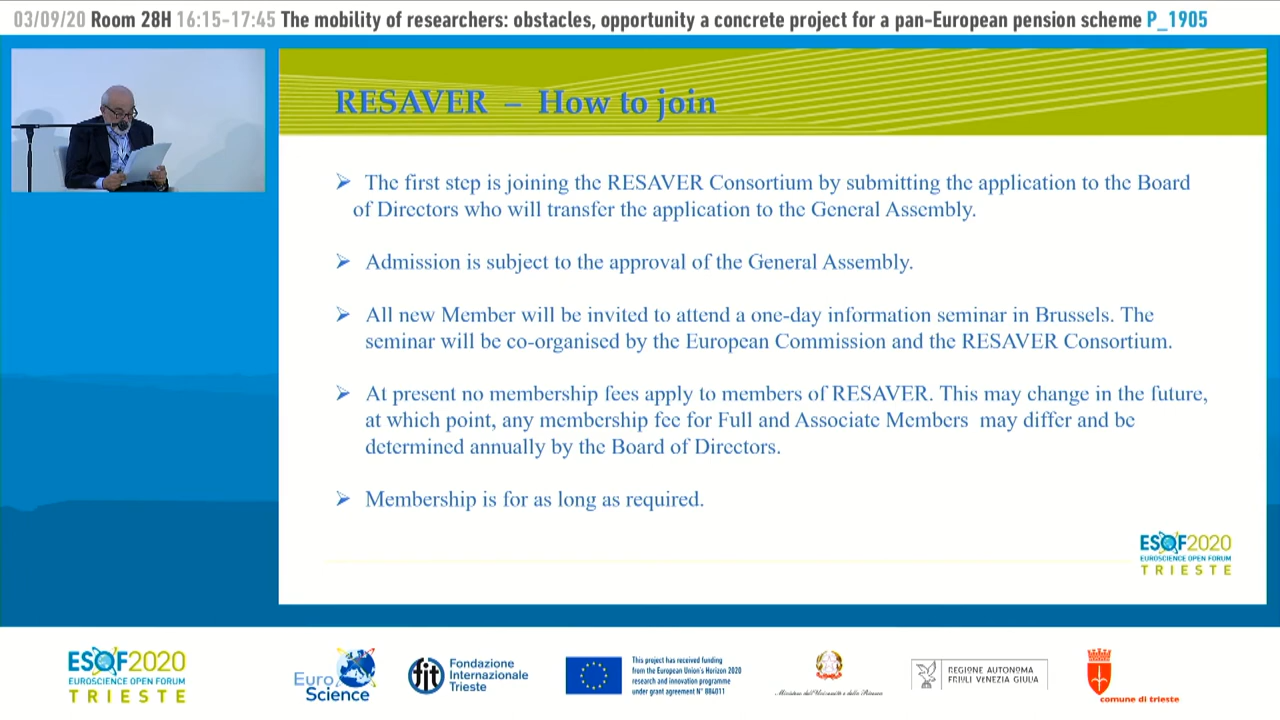 03/09/20 Room 28H 16:15-17:45 The mobility of researchers: obstacles, opportunity a concrete project for a pan-European pension scheme P_1905
RESAVER – How to join
➢ The first step is joining the RESAVER Consortium by submitting the application to the Board
of Directors who will transfer the application to the General Assembly.
➢ Admission is subject to the approval of the General Assembly.
➢ All new Member will be invited to attend a one-day information seminar in Brussels. The
seminar will be co-organised by the European Commission and the RESAVER Consortium.
➢ At present no membership fees apply to members of RESAVER. This may change in the future,
at which point, any membership fee for Full and Associate Members may differ and be
determined annually by the Board of Directors.
➢ Membership is for as long as required.
ESOF2020
EUROSCIENCE OPEN FORUM
TRIESTE
ESOF2020
EUROSCIENCE OPEN FORUM
TRIESTE
Euro
Science
fit
Fondazione
Internazionale
Trieste
This project has received funding
from the European Union's Horizon 2020
research and innovation programme
under grant agreement N° 884011
Ministero dell'Università e della Ricerca
REGIONE AUTONOMA
FRIULI VENEZIA GIULIA
comune di trieste